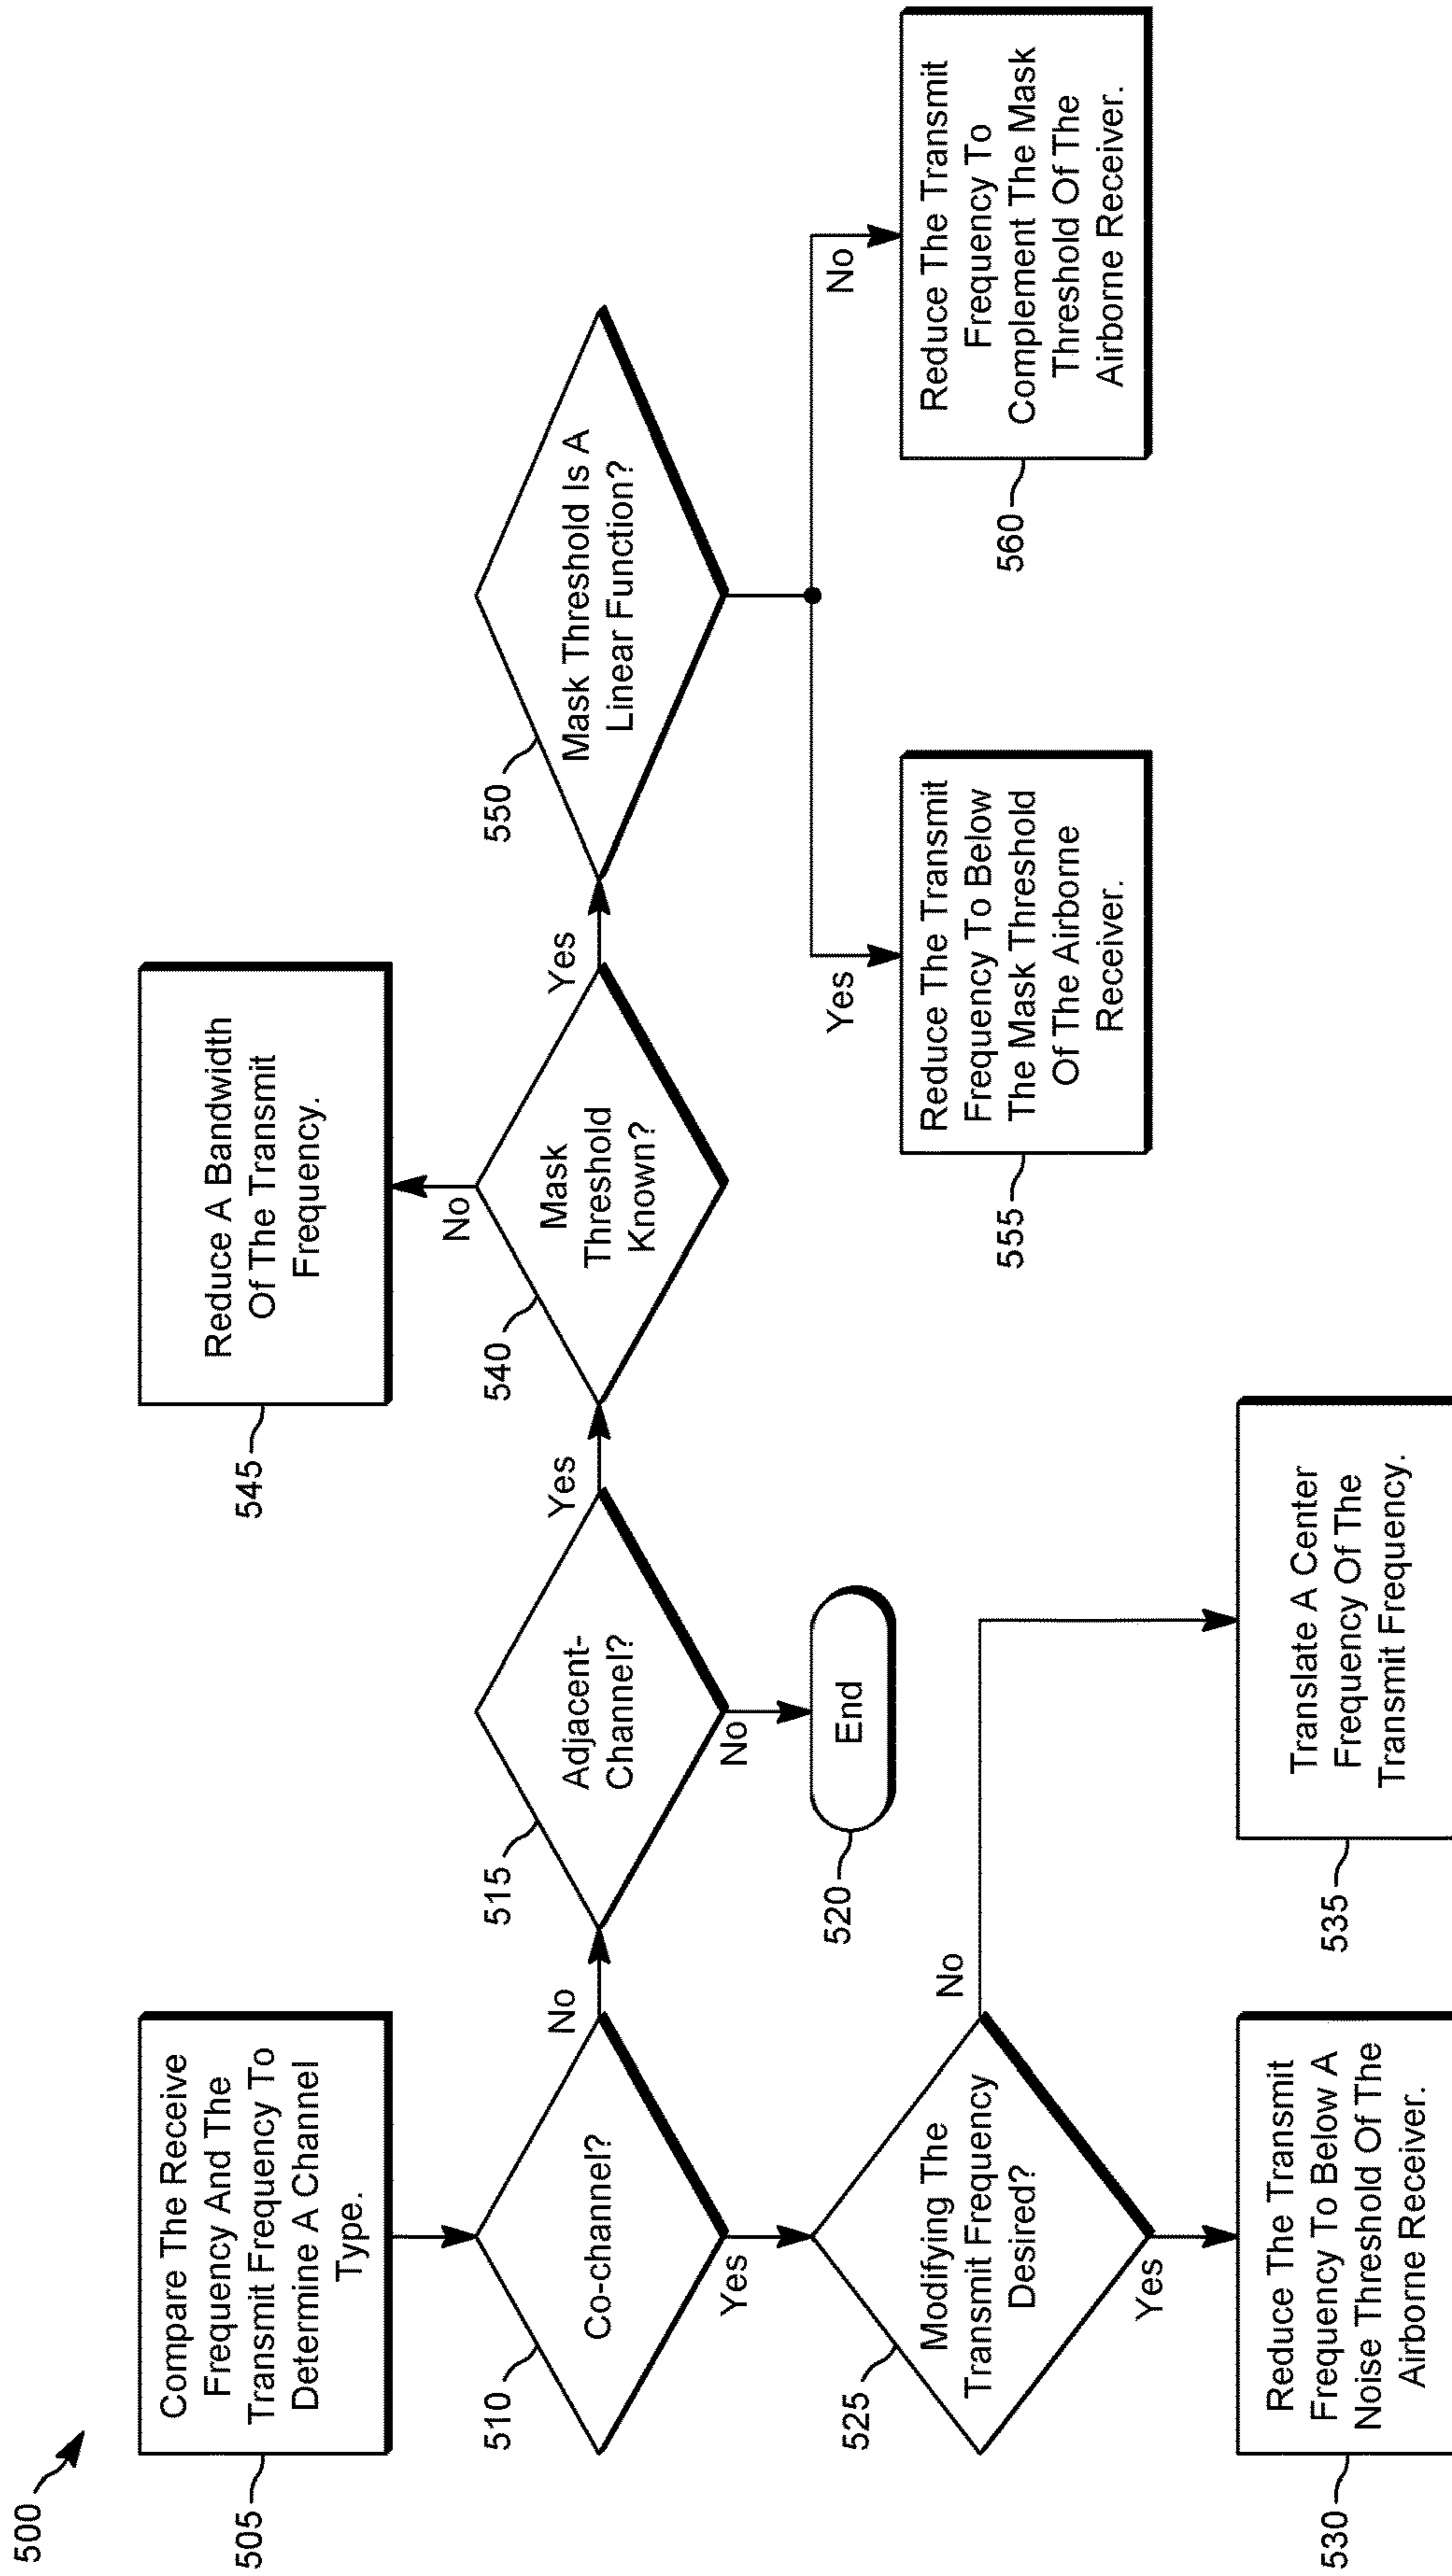 500
505
Compare The Receive
Frequency And The
Transmit Frequency To
Determine A Channel
Type.
510
Co-channel?
No
Yes
515
Adjacent-
Channel?
Yes
No
520
End
525
Modifying The
Transmit Frequency
Desired?
No
Yes
530
Reduce The Transmit
Frequency To Below A
Noise Threshold Of The
Airborne Receiver.
535
Translate A Center
Frequency Of The
Transmit Frequency.
540
Mask
Threshold
Known?
No
Yes
545
Reduce A Bandwidth
Of The Transmit
Frequency.
550
Mask Threshold Is A
Linear Function?
Yes
No
555
Reduce The Transmit
Frequency To Below
The Mask Threshold
Of The Airborne
Receiver.
560
Reduce The Transmit
Frequency To
Complement The Mask
Threshold Of The
Airborne Receiver.